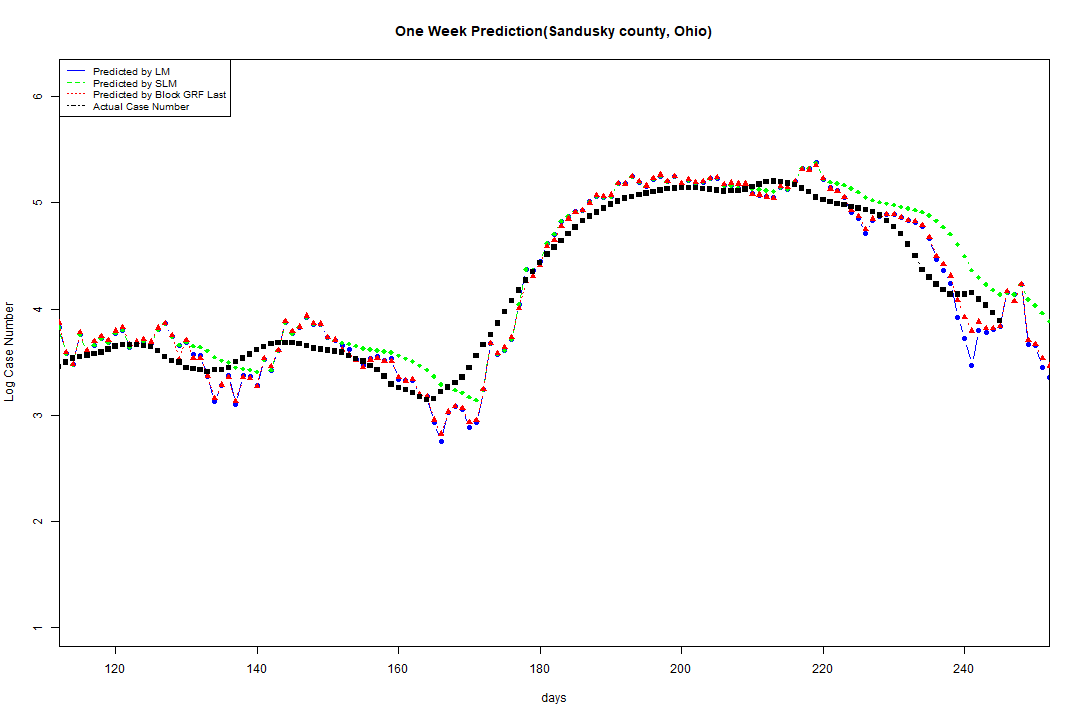 One Week Prediction(Sandusky county, Ohio)
Predicted by LM
Predicted by SLM
Predicted by Block GRF Last
Actual Case Number
6
5
4
3
2
1
Log Case Number
120 140 160 180 200 220 240
days